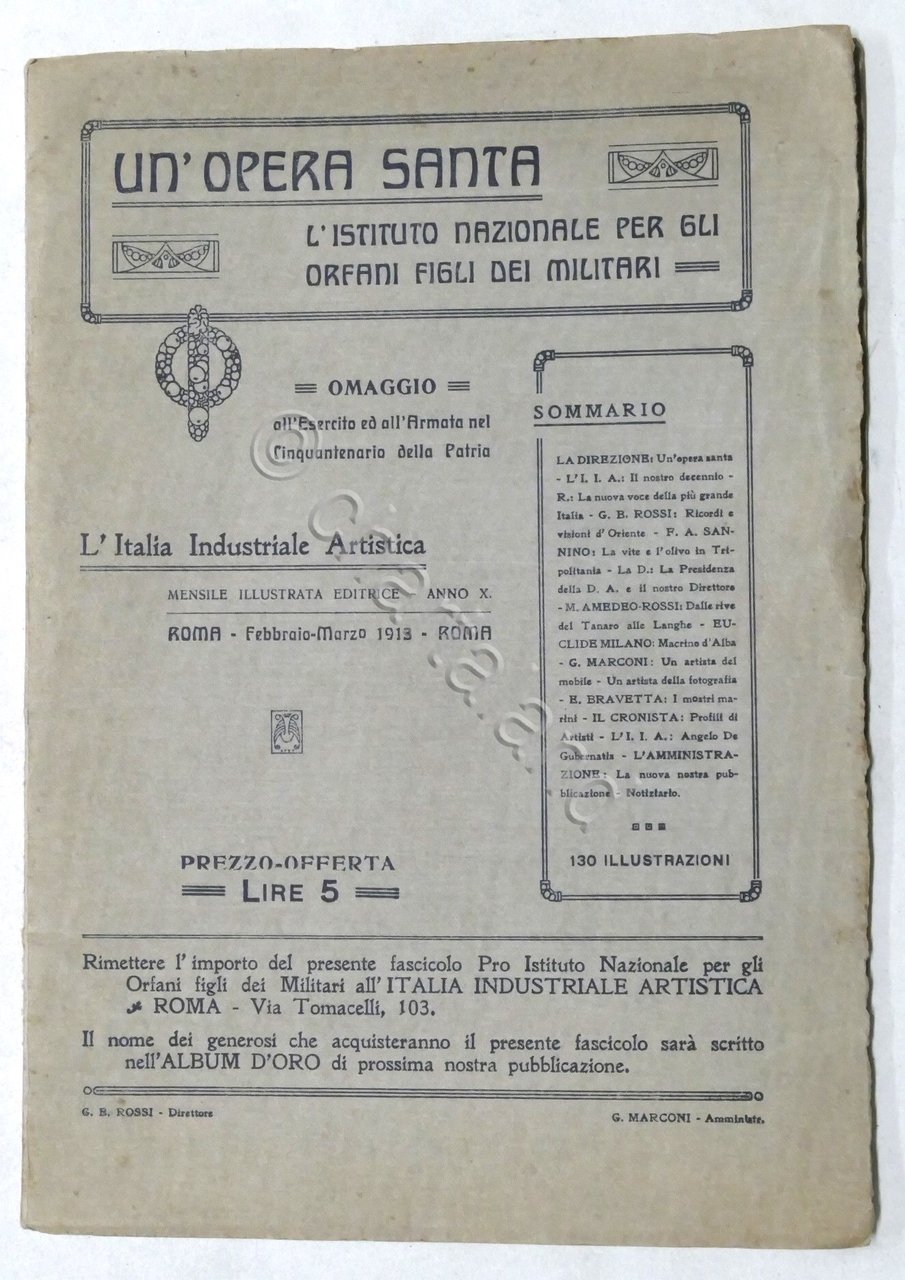 UN' OPERA SANTA
L'ISTITUTO NAZIONALE PER GLI
ORFANI FIGLI DEI MILITARI
OMAGGIO
all'Esercito ed all'Armata nel
Cinquantenario della Patria
L'Italia Industriale Artistica
MENSILE ILLUSTRATA EDITRICE - ANNO X.
ROMA - Febbraio-Marzo 1913 - ROMA
PREZZO-OFFERTA
LIRE 5
SOMMARIO
LA DIREZIONE: Un'opera santa
- L'I. I. A.: Il nostro decennio -
R.: La nuova voce della più grande
Italia - G. B. ROSSI: Ricordi e
visioni d'Oriente - F. A. SAN-
NINO: La vite e l'olivo in Tri-
politania - La D.: La Presidenza
della D. A. e il nostro Direttore
- M. AMEDEO-ROSSI: Dalle rive
del Tanaro alle Langhe - EU-
CLIDE MILANO: Macrino d'Alba
- G. MARCONI: Un artista del
mobile - Un artista della fotografia
- E. BRAVETTA: I mostri ma-
rini - IL CRONISTA: Profili di
Artisti - L'I. I. A.: Angelo De
Gubernatis - L'AMMINISTRA-
ZIONE: La nuova nostra pub-
blicazione - Notiziario.
130 ILLUSTRAZIONI
Rimettere l'importo del presente fascicolo Pro Istituto Nazionale per gli
Orfani figli dei Militari all'ITALIA INDUSTRIALE ARTISTICA
ROMA - Via Tomacelli, 103.
Il nome dei generosi che acquisteranno il presente fascicolo sarà scritto
nell'ALBUM D'ORO di prossima nostra pubblicazione.
G. B. ROSSI - Direttore
G. MARCONI - Amministr.